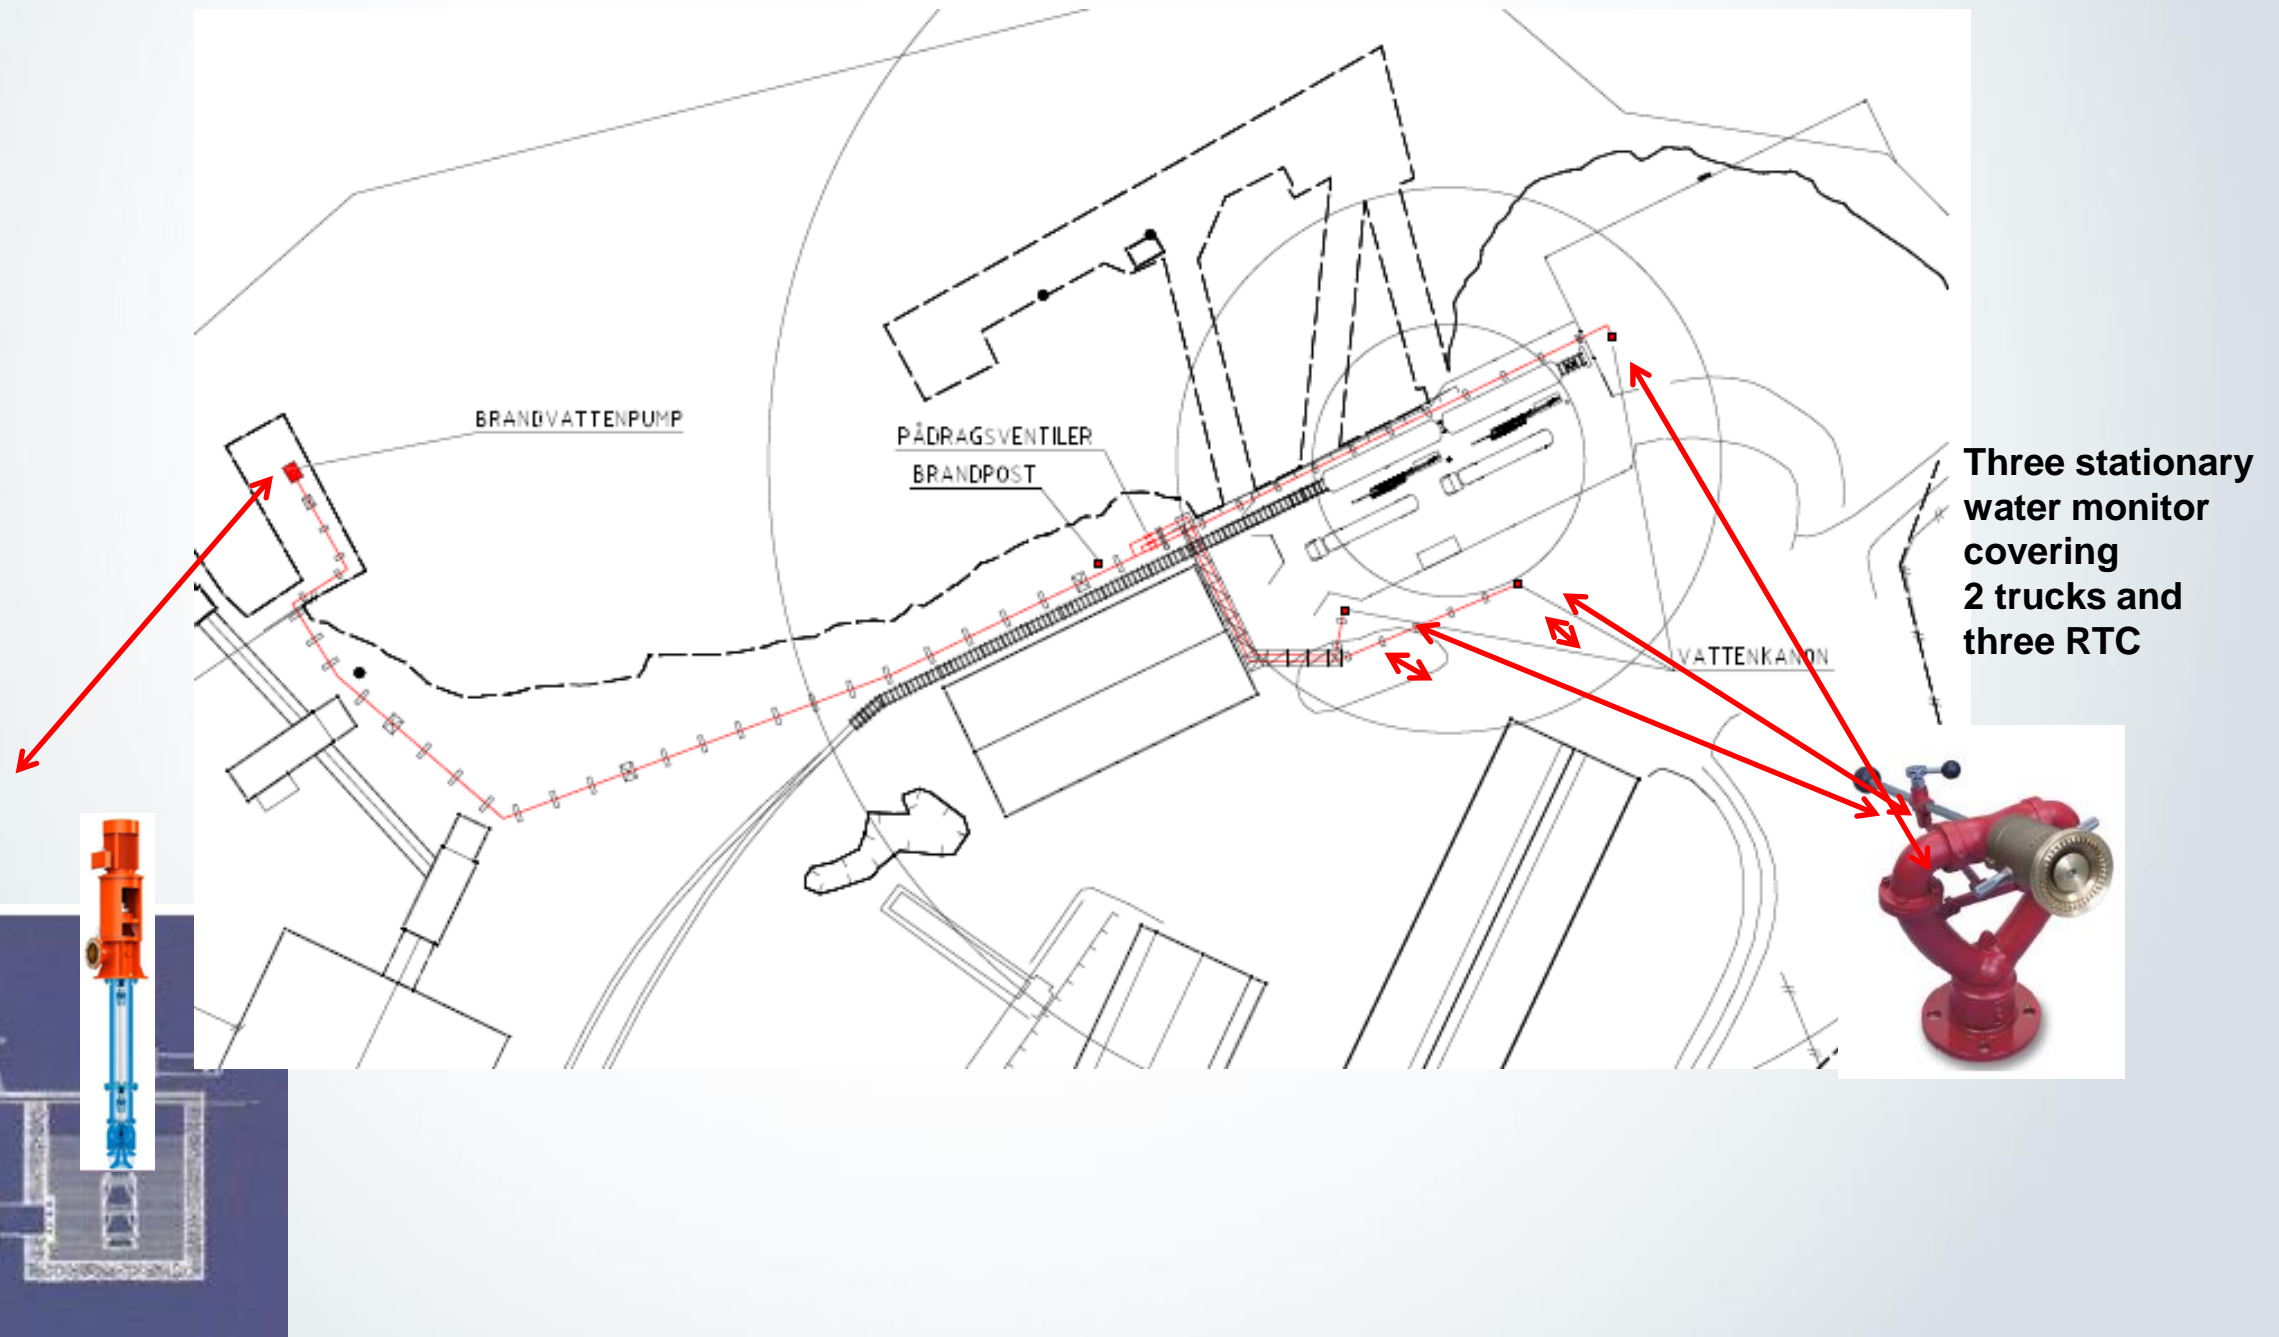 BRANDVATTENPUMP
PÅDRAGSVENTILER
BRANDPOST
VATTENKANON
Three stationary
water monitor
covering
2 trucks and
three RTC